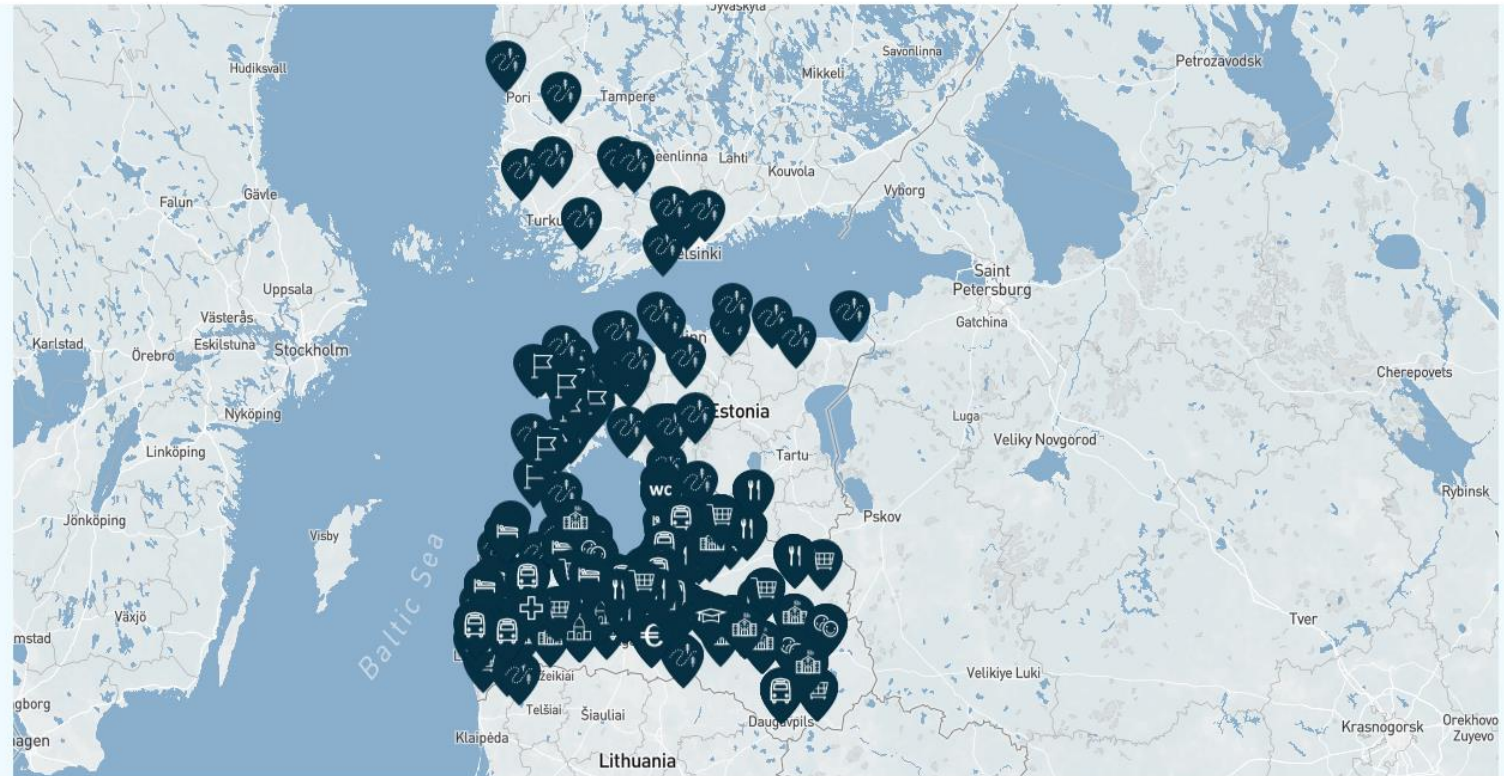 Jyväskylä
Savonlinna
Petrozavodsk
Hudiksvall
Mikkeli
Pori
Tampere
Lahti
Kouvola
Vyborg
Falun
Gävle
Turku
Saint
Petersburg
Uppsala
Gatchina
Västerås
Karlstad
Eskilstuna
Örebro
Stockholm
Cherepovets
Nyköping
Estonia
Luga
Veliky Novgorod
Linköping
Tartu
WC
Rybinsk
Jönköping
Pskov
Visby
Baltic Sea
Växjö
Tver
€
Velikiye Luki
Telšiai
Šiauliai
Daugavpils
Krasnogorsk
Orekhovo
Zuyevo
Klaipėda
Lithuania